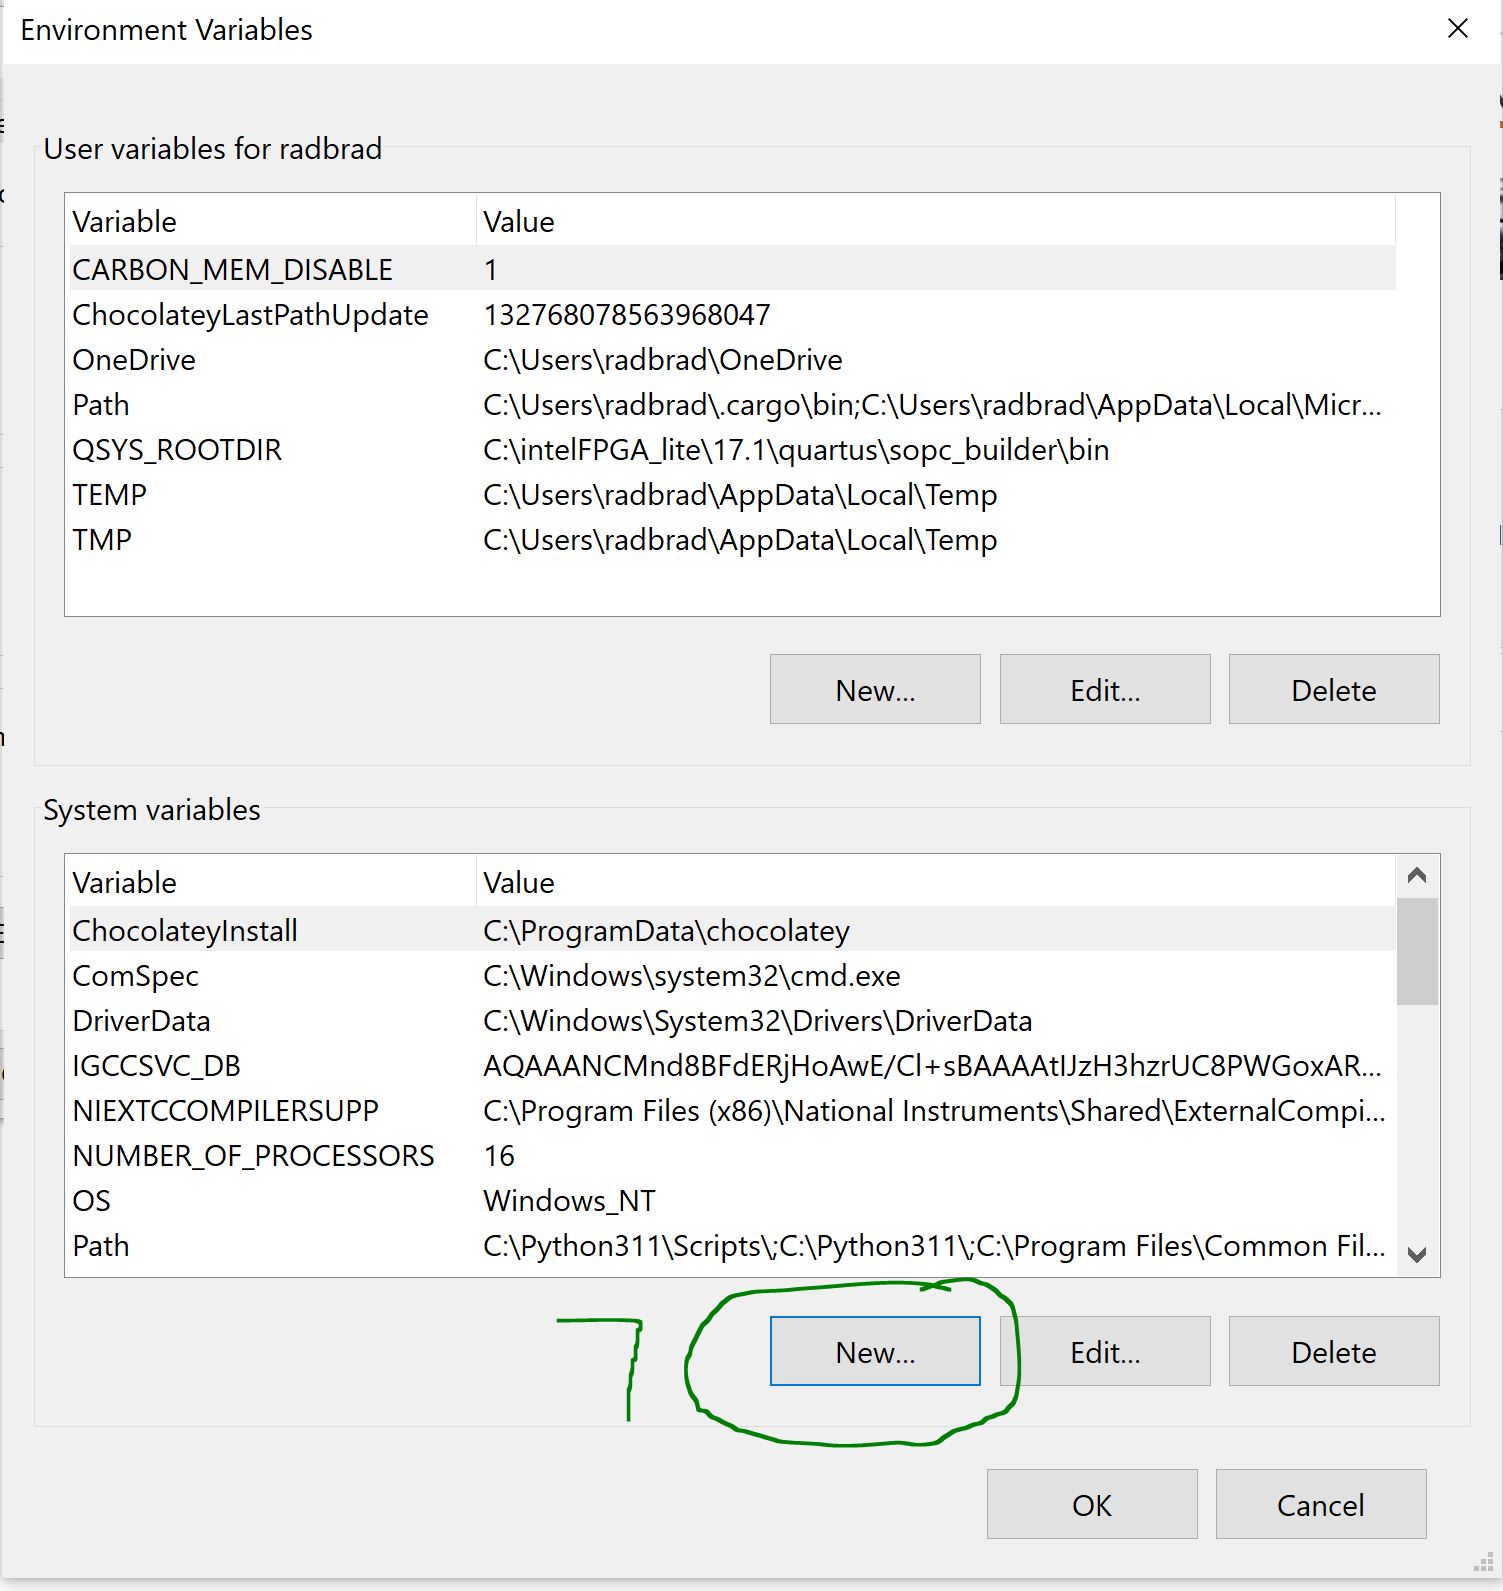 Environment Variables
User variables for radbrad
Variable Value
CARBON_MEM_DISABLE 1
ChocolateyLastPathUpdate 132768078563968047
OneDrive C:\Users\radbrad\OneDrive
Path C:\Users\radbrad\.cargo\bin;C:\Users\radbrad\AppData\Local\Micr...
QSYS_ROOTDIR C:\intelFPGA_lite\17.1\quartus\sopc_builder\bin
TEMP C:\Users\radbrad\AppData\Local\Temp
TMP C:\Users\radbrad\AppData\Local\Temp
New... Edit... Delete
System variables
Variable Value
ChocolateyInstall C:\ProgramData\chocolatey
ComSpec C:\Windows\system32\cmd.exe
DriverData C:\Windows\System32\Drivers\DriverData
IGCCSVC_DB AQAAANCMnd8BFdERjHoAwE/Cl+sBAAAAtIJzH3hzrUC8PWGoxAR...
NIEXTCCOMPILERSUPP C:\Program Files (x86)\National Instruments\Shared\ExternalCompi...
NUMBER_OF_PROCESSORS 16
OS Windows_NT
Path C:\Python311\Scripts\;C:\Python311\;C:\Program Files\Common Fil...
7 New... Edit... Delete
OK Cancel